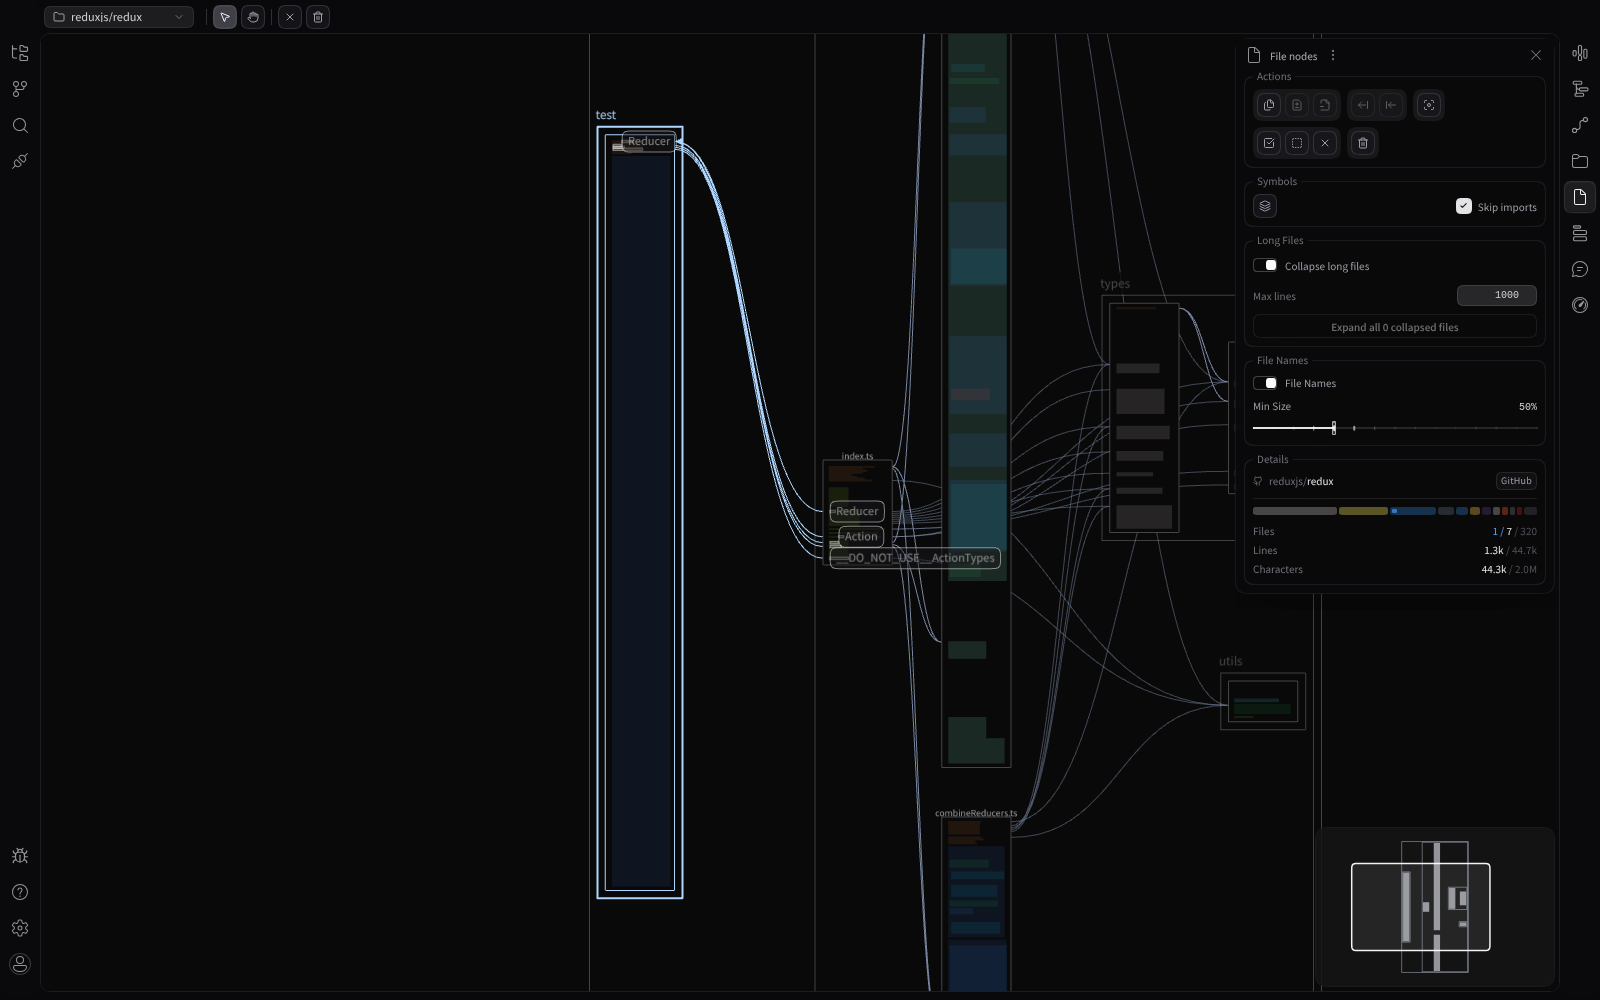 reduxjs/redux
test
Reducer
index.ts
Reducer
Action
__DO_NOT_USE__ActionTypes
combineReducers.ts
types
utils
File nodes
Actions
Symbols
Skip imports
Long Files
Collapse long files
Max lines
1000
Expand all 0 collapsed files
File Names
File Names
Min Size
50%
Details
reduxjs/redux
GitHub
Files
1 / 7 / 320
Lines
1.3k / 44.7k
Characters
44.3k / 2.0M